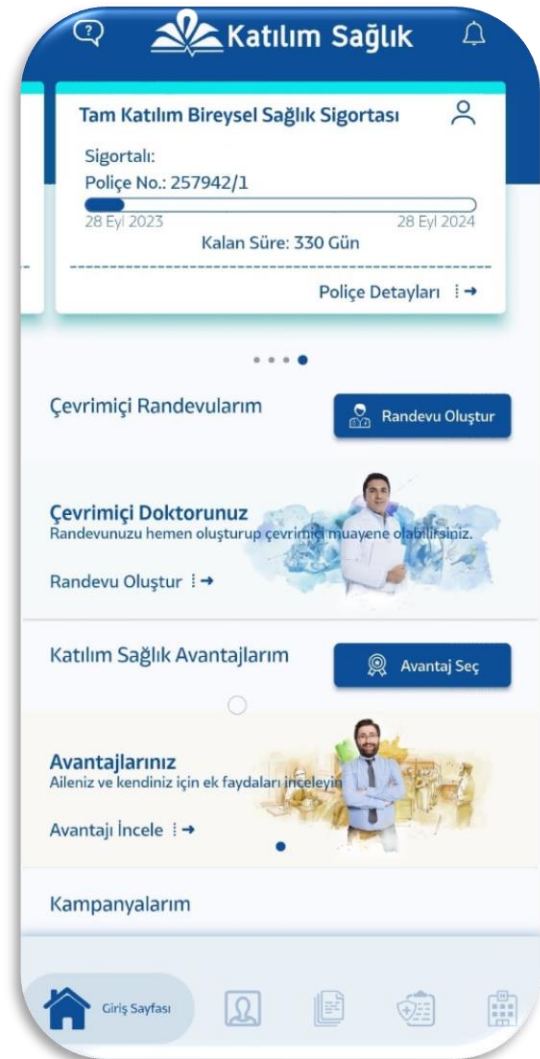 Katılım Sağlık
Tam Katılım Bireysel Sağlık Sigortası
Sigortalı:
Poliçe No.: 257942/1
28 Eyl 2023 28 Eyl 2024
Kalan Süre: 330 Gün
Poliçe Detayları
Çevrimiçi Randevularım
Randevu Oluştur
Çevrimiçi Doktorunuz
Randevunuzu hemen oluşturup çevrimiçi muayene olabilirsiniz.
Randevu Oluştur
Katılım Sağlık Avantajlarım
Avantaj Seç
Avantajlarınız
Aileniz ve kendiniz için ek faydaları inceleyin
Avantajı İncele
Kampanyalarım
Giriş Sayfası